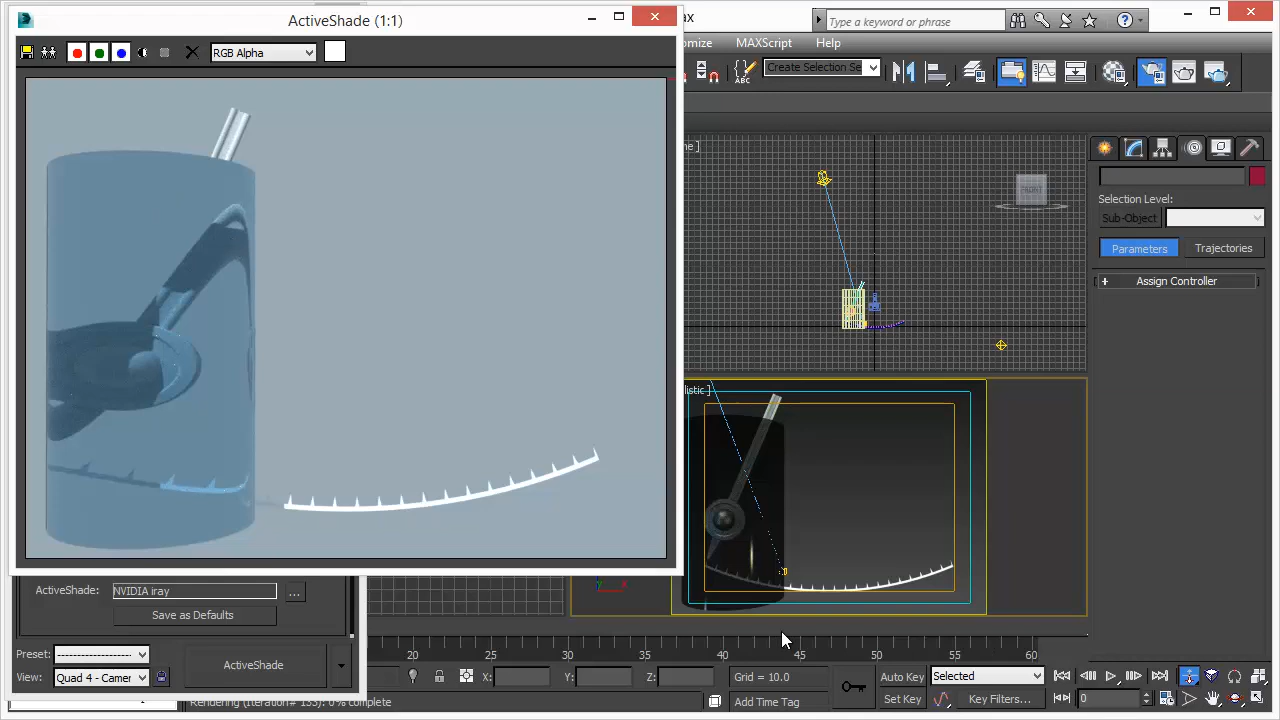 ActiveShade (1:1)
ax
Type a keyword or phrase
omize MAXScript Help
RGB Alpha
ABC
Create Selection Se
ne ]
FRONT
Selection Level:
Sub-Object
Parameters Trajectories
+ Assign Controller
listic ]
ActiveShade: NVIDIA iray ...
Save as Defaults
Preset: --------------------
View: Quad 4 - Camer
ActiveShade
20 25 30 35 40 45 50 55 60
X: Y: Z: Grid = 10.0
Auto Key Selected
Set Key Key Filters...
0
Rendering (Iteration# 133): 0% complete
Add Time Tag